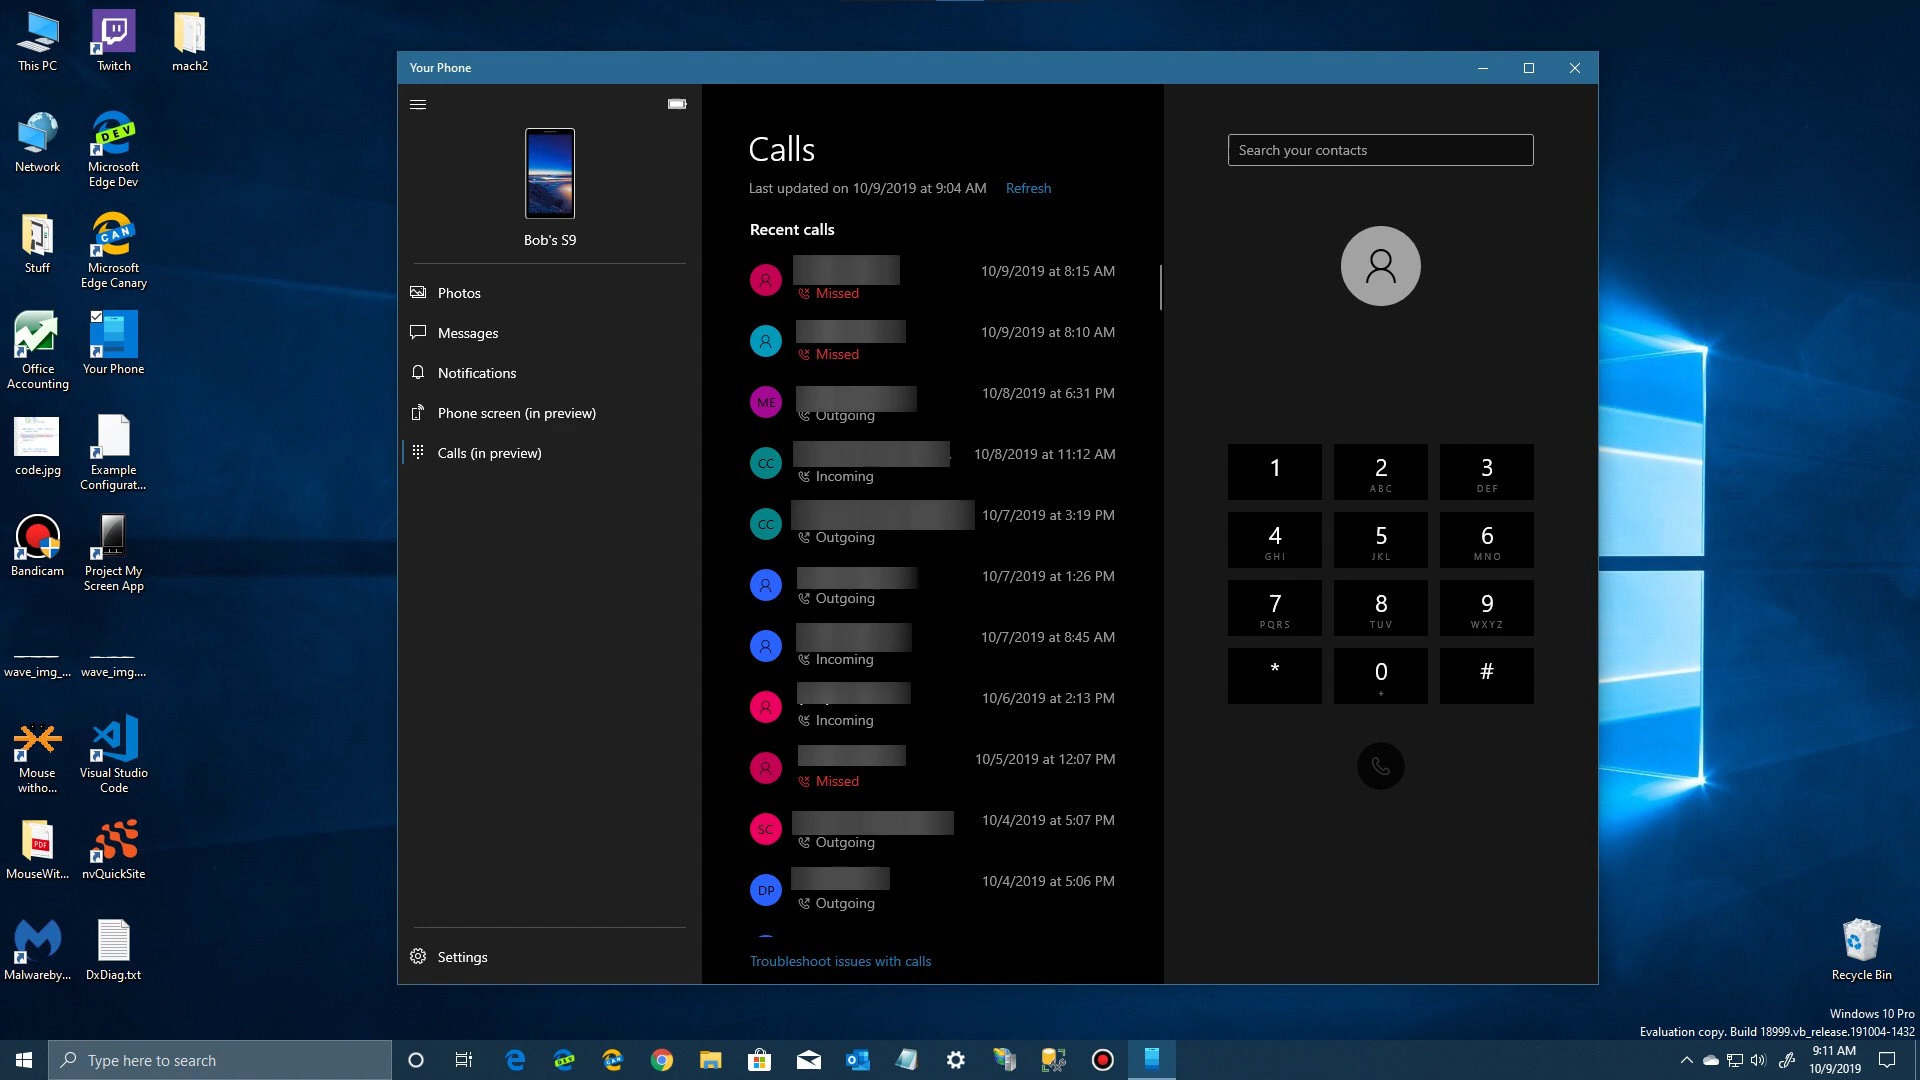 This PC
Twitch
mach2
Network
Microsoft
Edge Dev
DEV
Stuff
Microsoft
Edge Canary
CAN
Office
Accounting
Your Phone
code.jpg
Example
Configurat...
Bandicam
Project My
Screen App
wave_img_...
wave_img....
Mouse
witho...
Visual Studio
Code
PDF
MouseWit...
nvQuickSite
Malwareby...
DxDiag.txt
Your Phone
Bob's S9
Photos
Messages
Notifications
Phone screen (in preview)
Calls (in preview)
Settings
Calls
Last updated on 10/9/2019 at 9:04 AM Refresh
Recent calls
10/9/2019 at 8:15 AM
Missed
10/9/2019 at 8:10 AM
Missed
ME 10/8/2019 at 6:31 PM
Outgoing
CC 10/8/2019 at 11:12 AM
Incoming
CC 10/7/2019 at 3:19 PM
Outgoing
10/7/2019 at 1:26 PM
Outgoing
10/7/2019 at 8:45 AM
Incoming
10/6/2019 at 2:13 PM
Incoming
10/5/2019 at 12:07 PM
Missed
SC 10/4/2019 at 5:07 PM
Outgoing
DP 10/4/2019 at 5:06 PM
Outgoing
Troubleshoot issues with calls
Search your contacts
1 2 3
ABC DEF
4 5 6
GHI JKL MNO
7 8 9
PQRS TUV WXYZ
* 0 #
+
Recycle Bin
Windows 10 Pro
Evaluation copy. Build 18999.vb_release.191004-1432
Type here to search
DEV
CAN
9:11 AM
10/9/2019